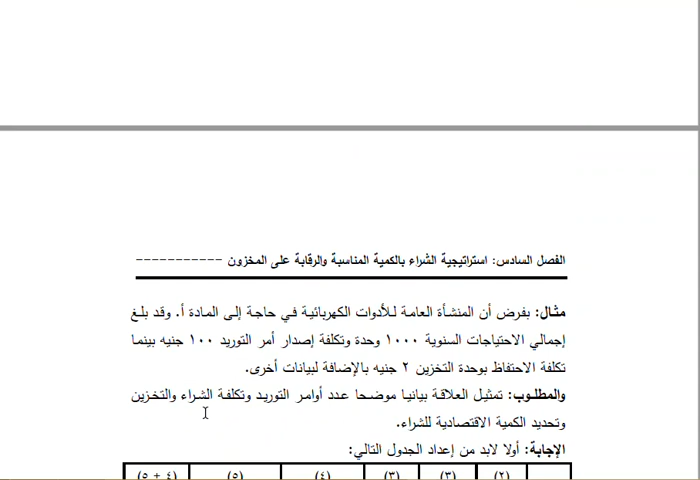 الفصل السادس: استراتيجية الشراء بالكمية المناسبة والرقابة على المخزون -----------
مثال: بفرض أن المنشأة العامة للأدوات الكهربائية في حاجة إلى المادة أ. وقد بلغ
إجمالي الاحتياجات السنوية ١٠٠٠ وحدة وتكلفة إصدار أمر التوريد ١٠٠ جنيه بينما
تكلفة الاحتفاظ بوحدة التخزين ٢ جنيه بالإضافة لبيانات أخرى.
والمطلوب: تمثيل العلاقة بيانيا موضحا عدد أوامر التوريد وتكلفة الشراء والتخزين
وتحديد الكمية الاقتصادية للشراء.
الإجابة: أولا لابد من إعداد الجدول التالي:
(٢) (٣) (٣) (٤) (٥) (٤ + ٥)